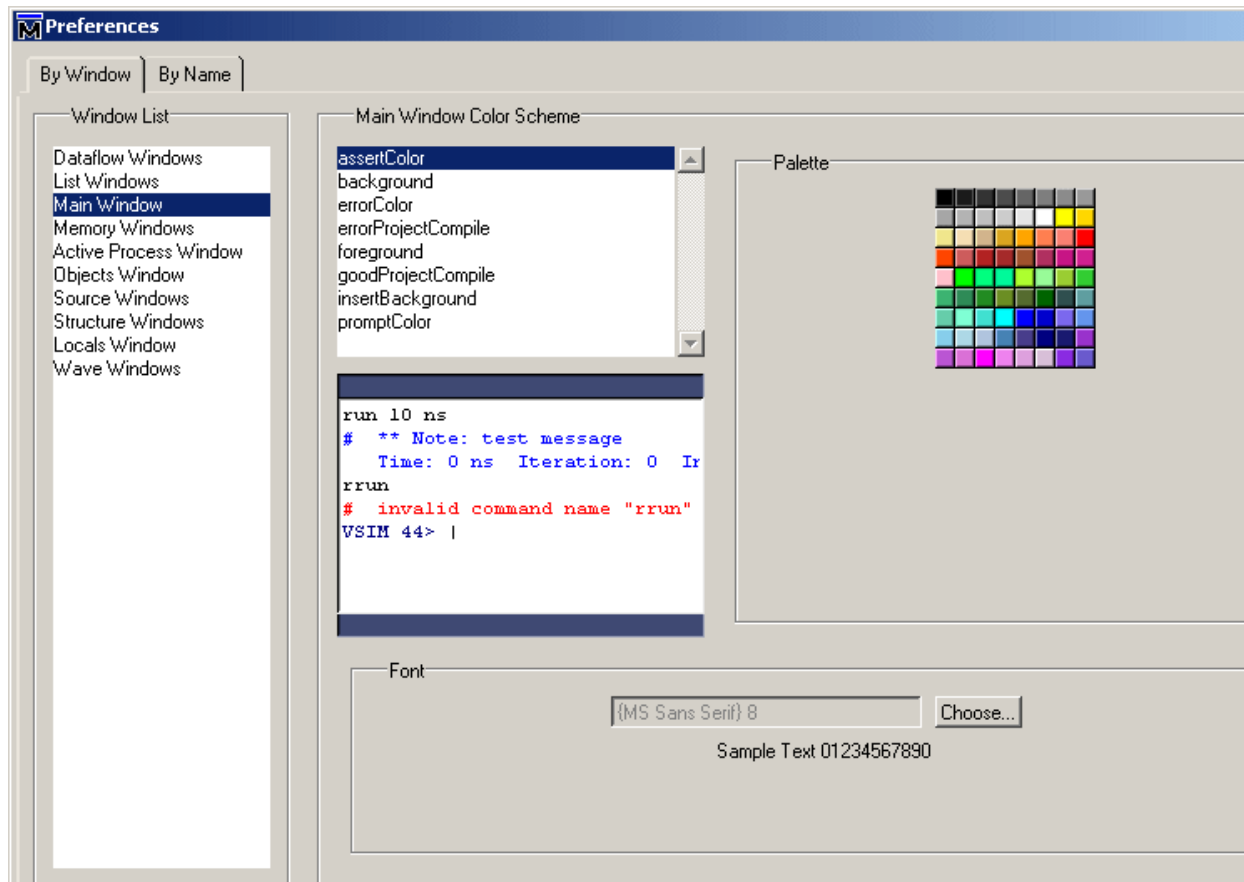 Preferences
By Window
By Name
Window List
Dataflow Windows
List Windows
Main Window
Memory Windows
Active Process Window
Objects Window
Source Windows
Structure Windows
Locals Window
Wave Windows
Main Window Color Scheme
assertColor
background
errorColor
errorProjectCompile
foreground
goodProjectCompile
insertBackground
promptColor
run 10 ns
#  ** Note: test message
   Time: 0 ns  Iteration: 0  Ir
rrun
#  invalid command name "rrun"
VSIM 44> |
Palette
Font
{MS Sans Serif} 8
Choose...
Sample Text 01234567890